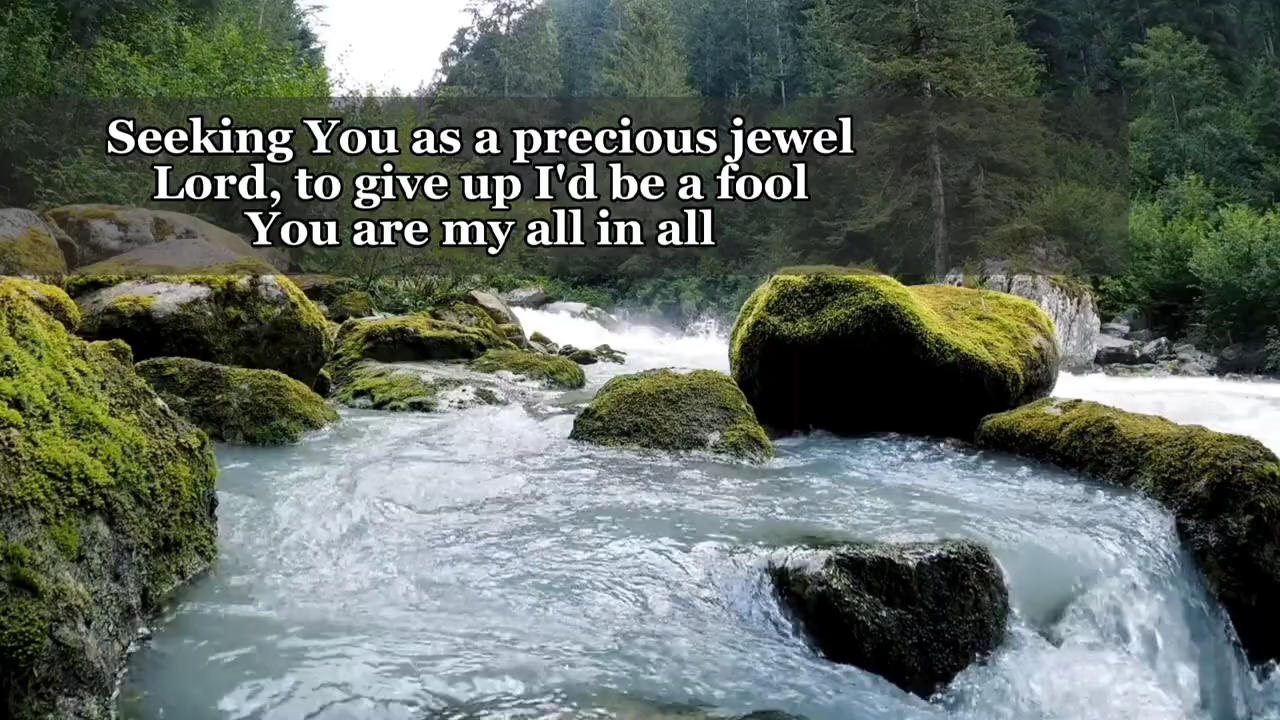 Seeking You as a precious jewel
Lord, to give up I'd be a fool
You are my all in all